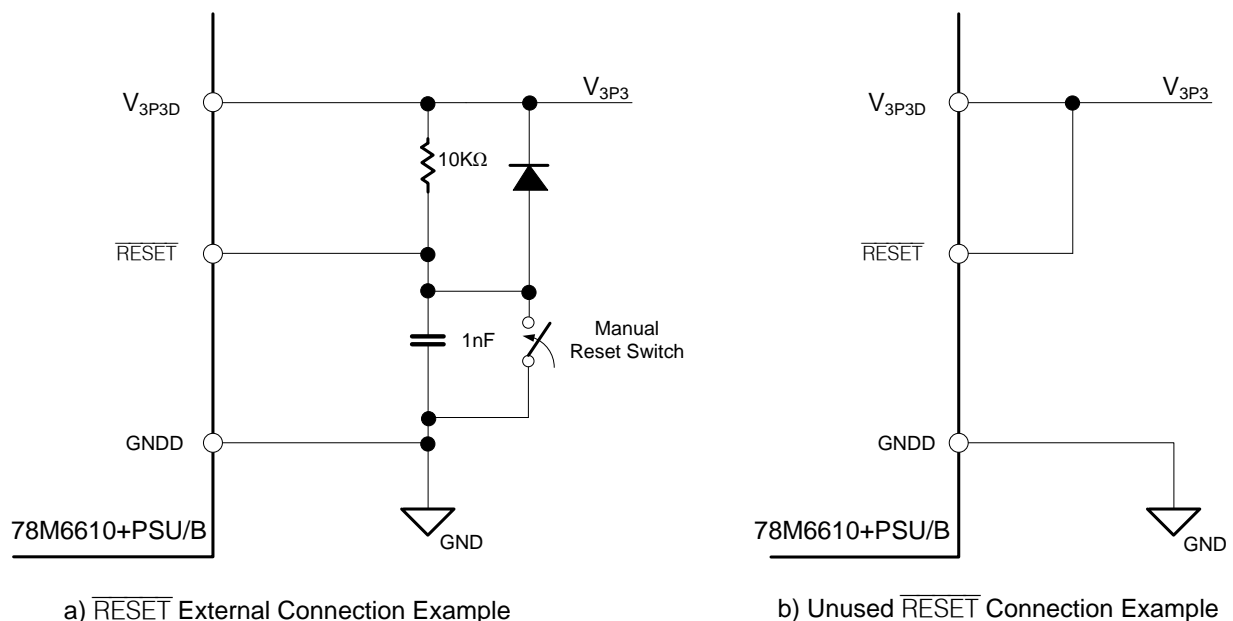 V3P3D
V3P3
10KΩ
RESET
1nF
Manual
Reset Switch
GNDD
78M6610+PSU/B
GND
a) RESET External Connection Example
V3P3D
V3P3
RESET
GNDD
78M6610+PSU/B
GND
b) Unused RESET Connection Example